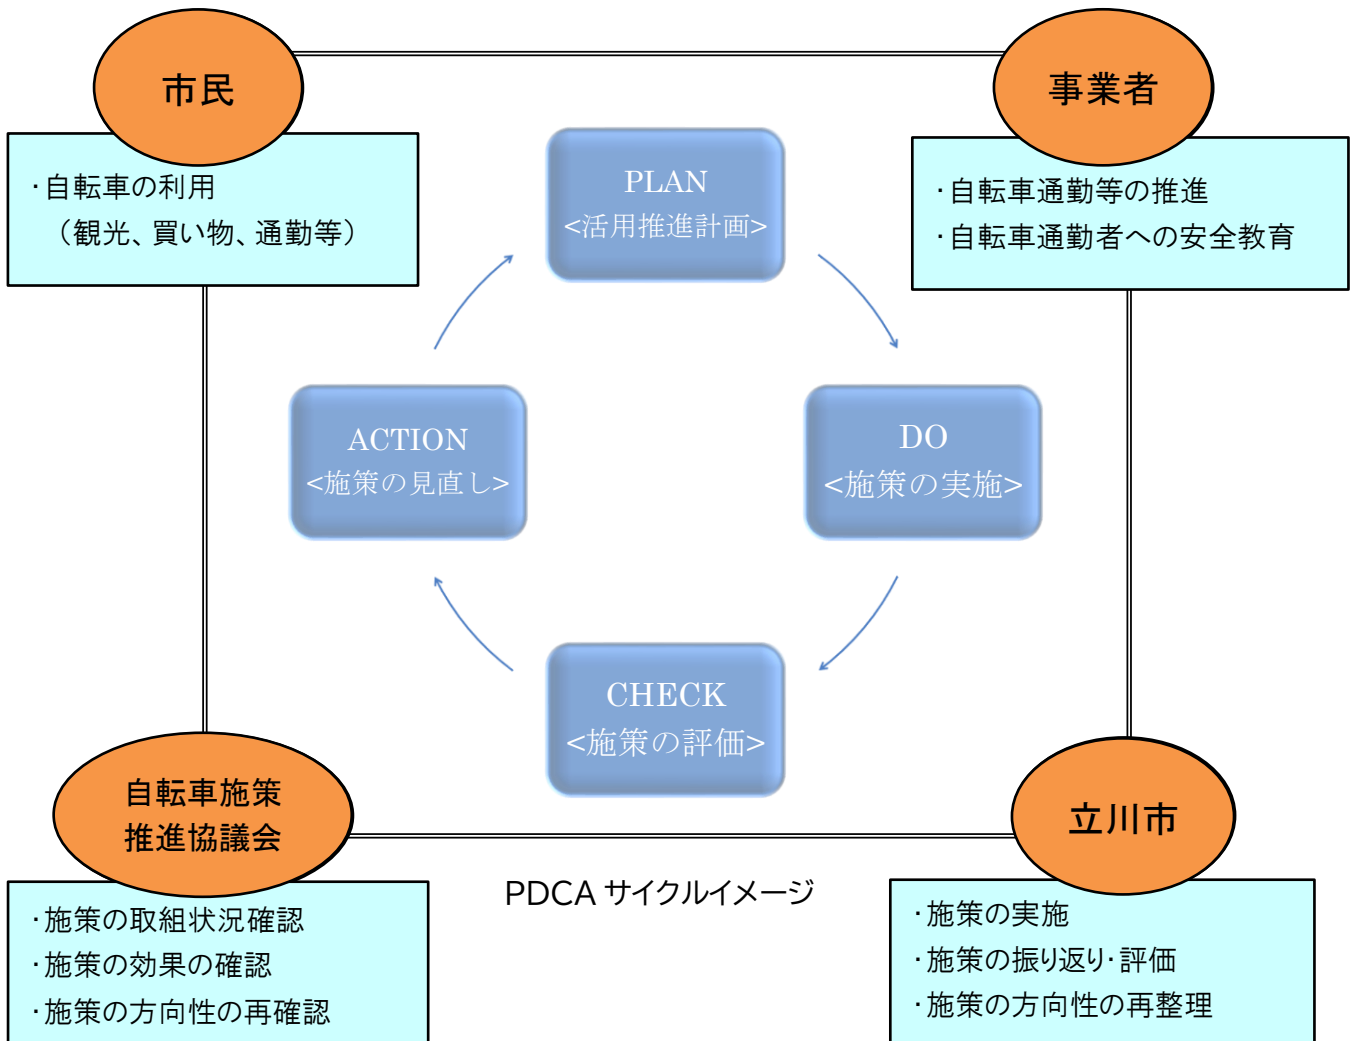 市民
・自転車の利用
（観光、買い物、通勤等）
事業者
・自転車通勤等の推進
・自転車通勤者への安全教育
PLAN
<活用推進計画>
DO
<施策の実施>
CHECK
<施策の評価>
ACTION
<施策の見直し>
自転車施策
推進協議会
・施策の取組状況確認
・施策の効果の確認
・施策の方向性の再確認
PDCA サイクルイメージ
立川市
・施策の実施
・施策の振り返り・評価
・施策の方向性の再整理